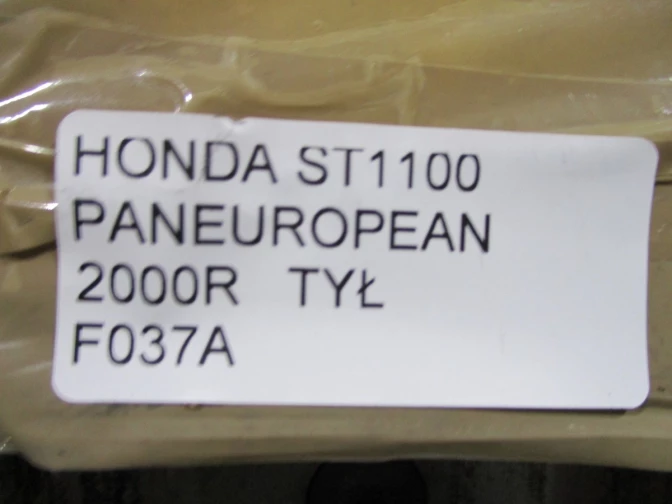 HONDA ST1100
PANEUROPEAN
2000R TYŁ
F037A